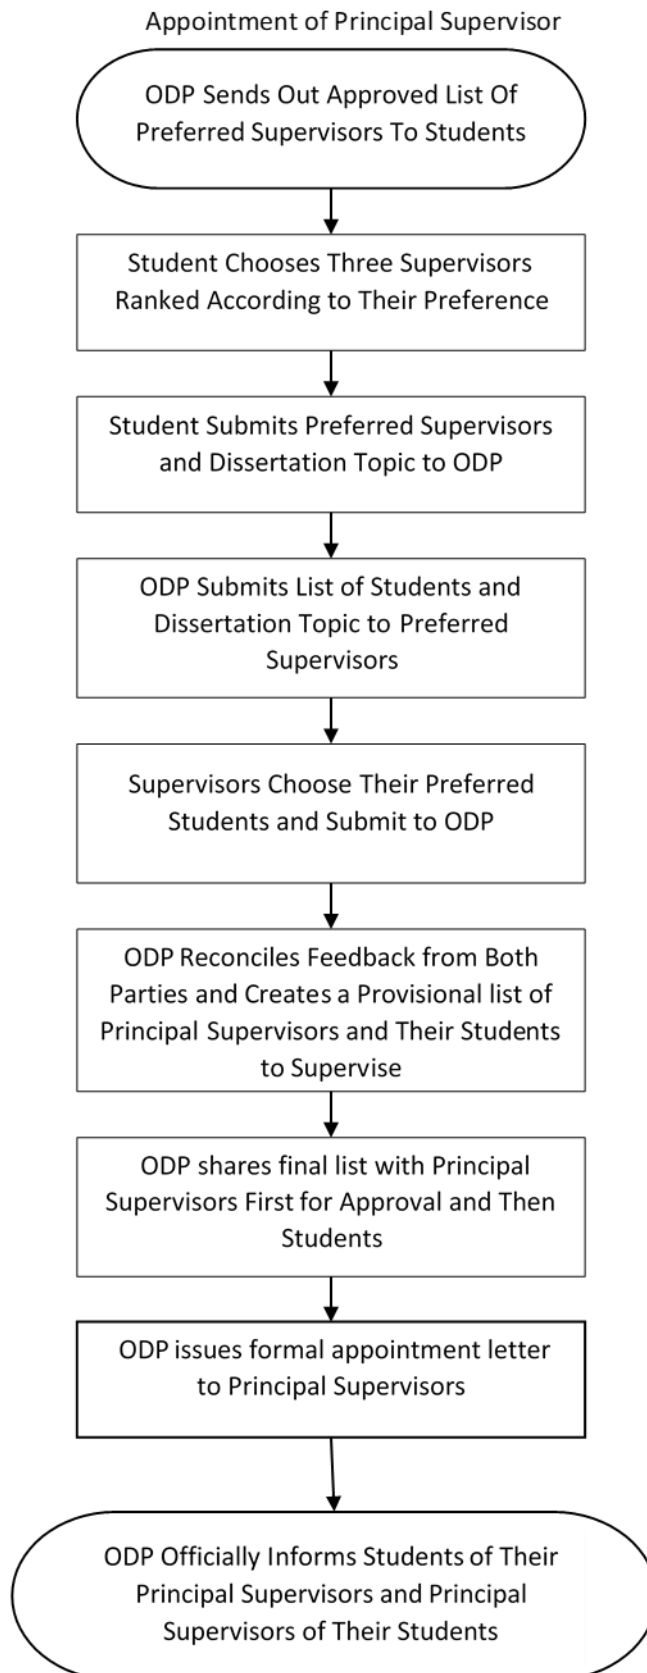 Appointment of Principal Supervisor
ODP Sends Out Approved List Of
Preferred Supervisors To Students
Student Chooses Three Supervisors
Ranked According to Their Preference
Student Submits Preferred Supervisors
and Dissertation Topic to ODP
ODP Submits List of Students and
Dissertation Topic to Preferred
Supervisors
Supervisors Choose Their Preferred
Students and Submit to ODP
ODP Reconciles Feedback from Both
Parties and Creates a Provisional list of
Principal Supervisors and Their Students
to Supervise
ODP shares final list with Principal
Supervisors First for Approval and Then
Students
ODP issues formal appointment letter
to Principal Supervisors
ODP Officially Informs Students of Their
Principal Supervisors and Principal
Supervisors of Their Students